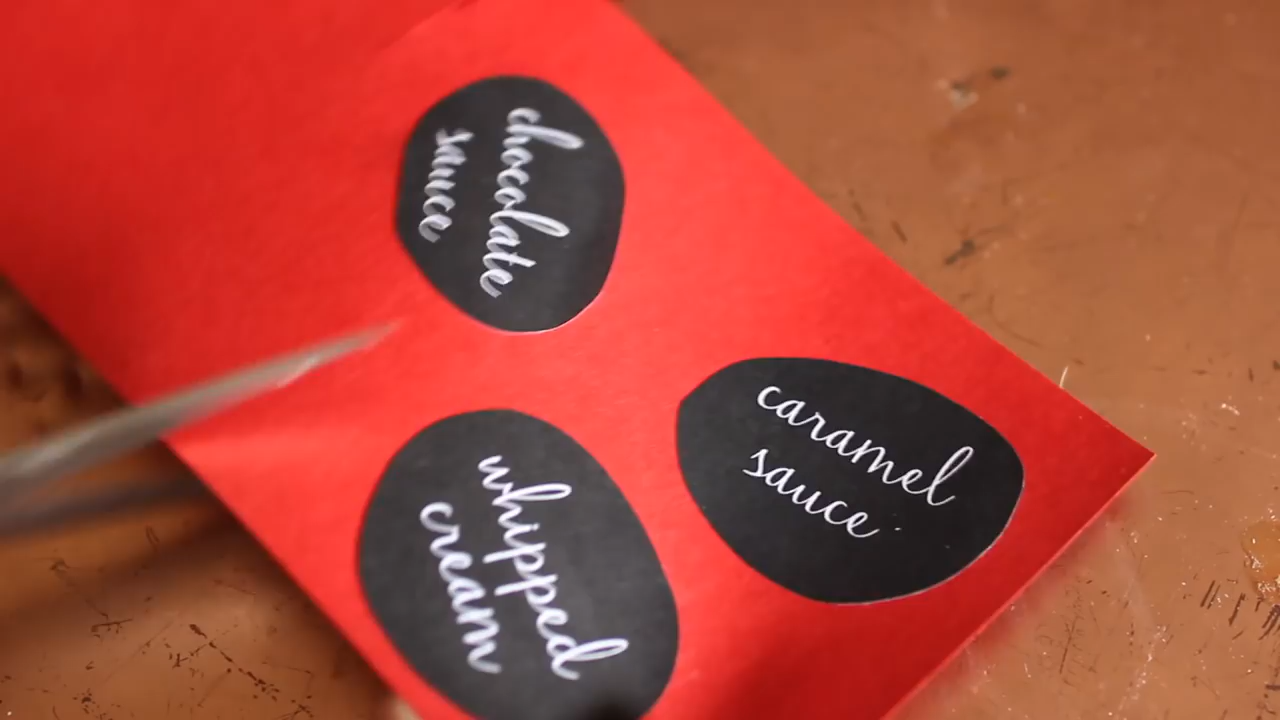 chocolate
sauce
caramel
sauce
whipped
cream